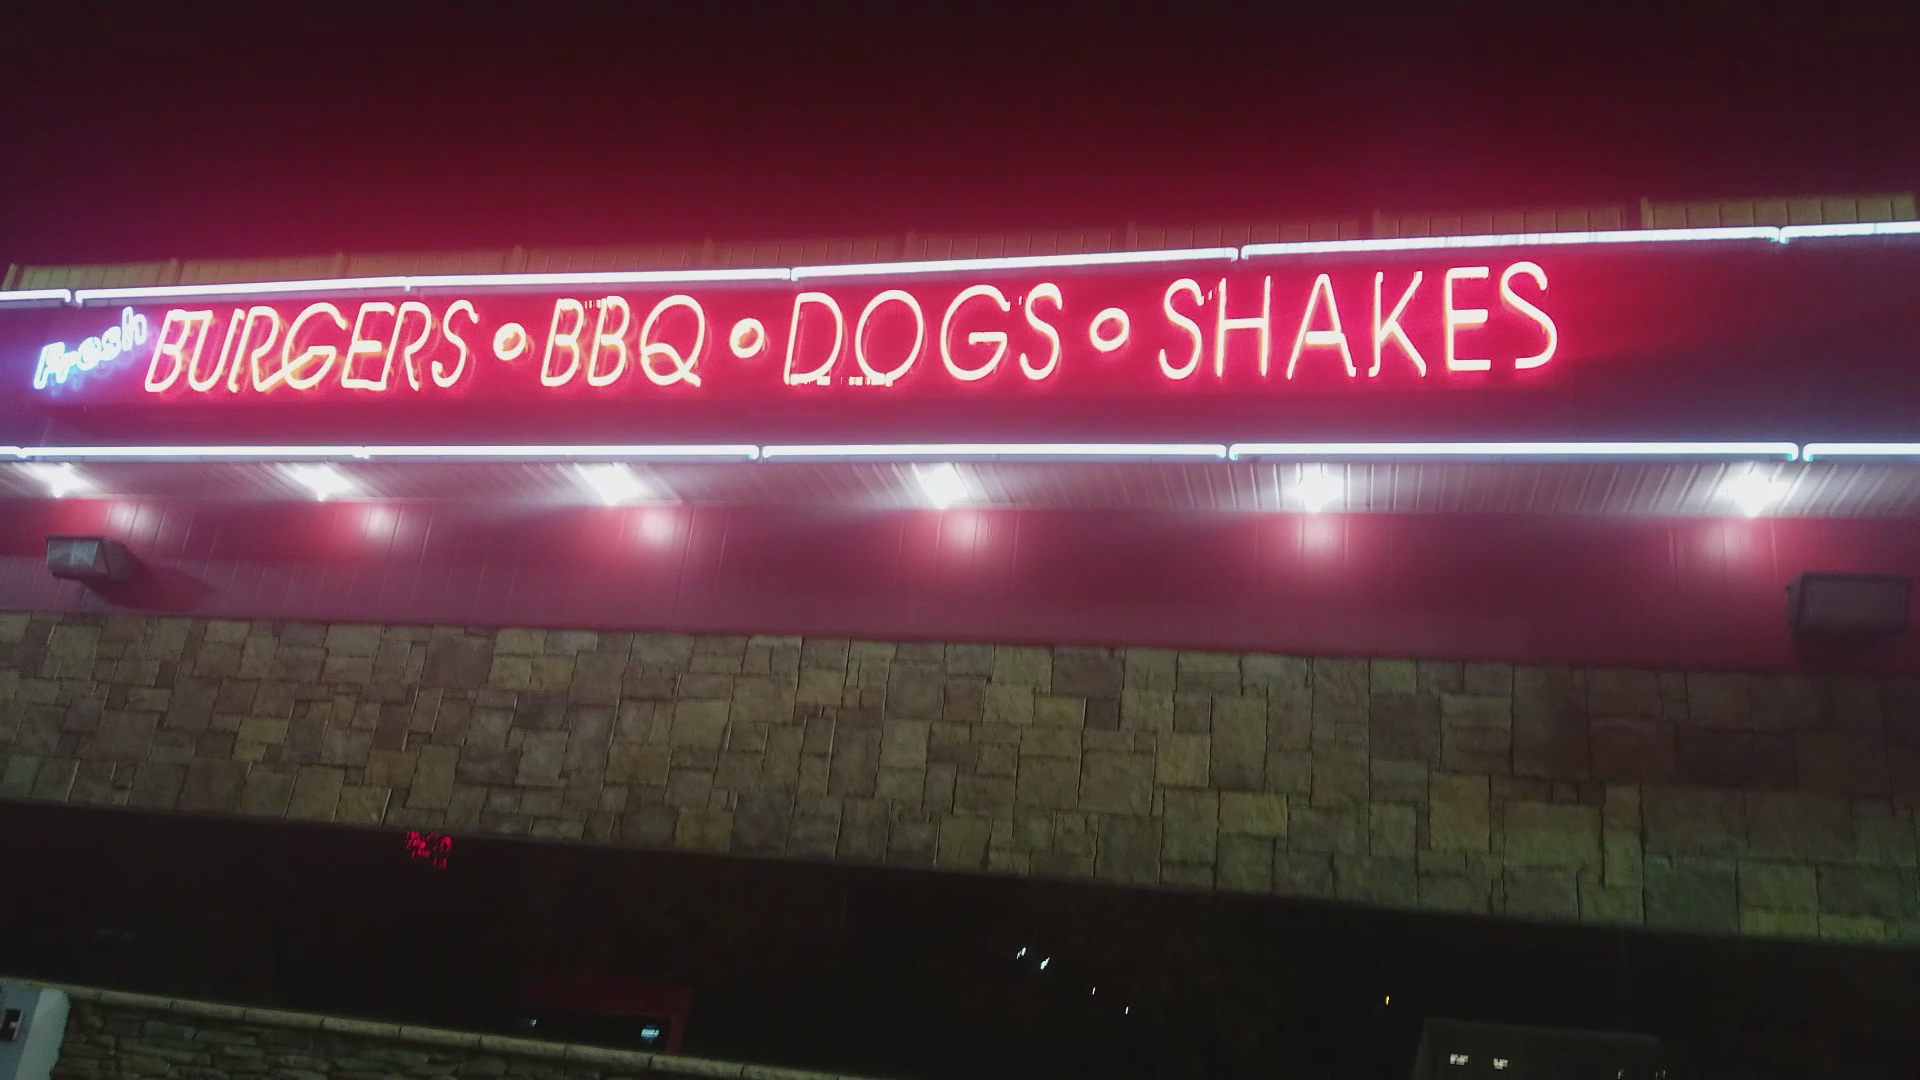 Fresh BURGERS • BBQ • DOGS • SHAKES